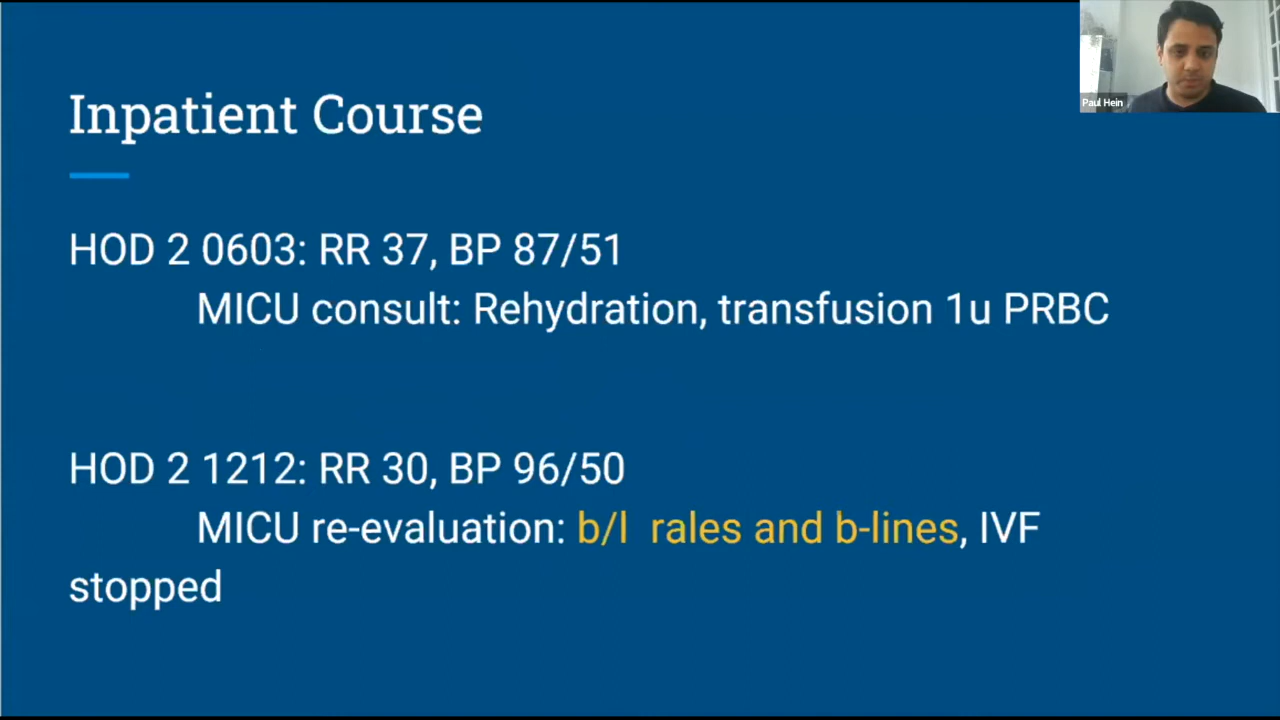 Paul Hein
Inpatient Course
HOD 2 0603: RR 37, BP 87/51
MICU consult: Rehydration, transfusion 1u PRBC
HOD 2 1212: RR 30, BP 96/50
MICU re-evaluation: b/l  rales and b-lines, IVF
stopped